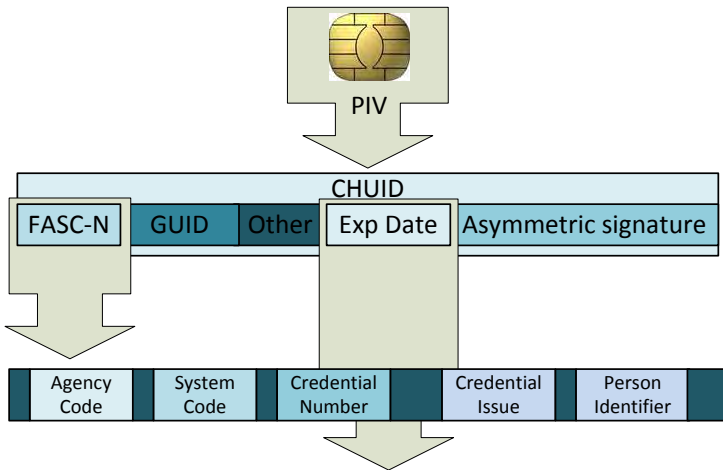 PIV
CHUID
FASC-N GUID Other Exp Date Asymmetric signature
Agency System Credential Credential Person
Code Code Number Issue Identifier